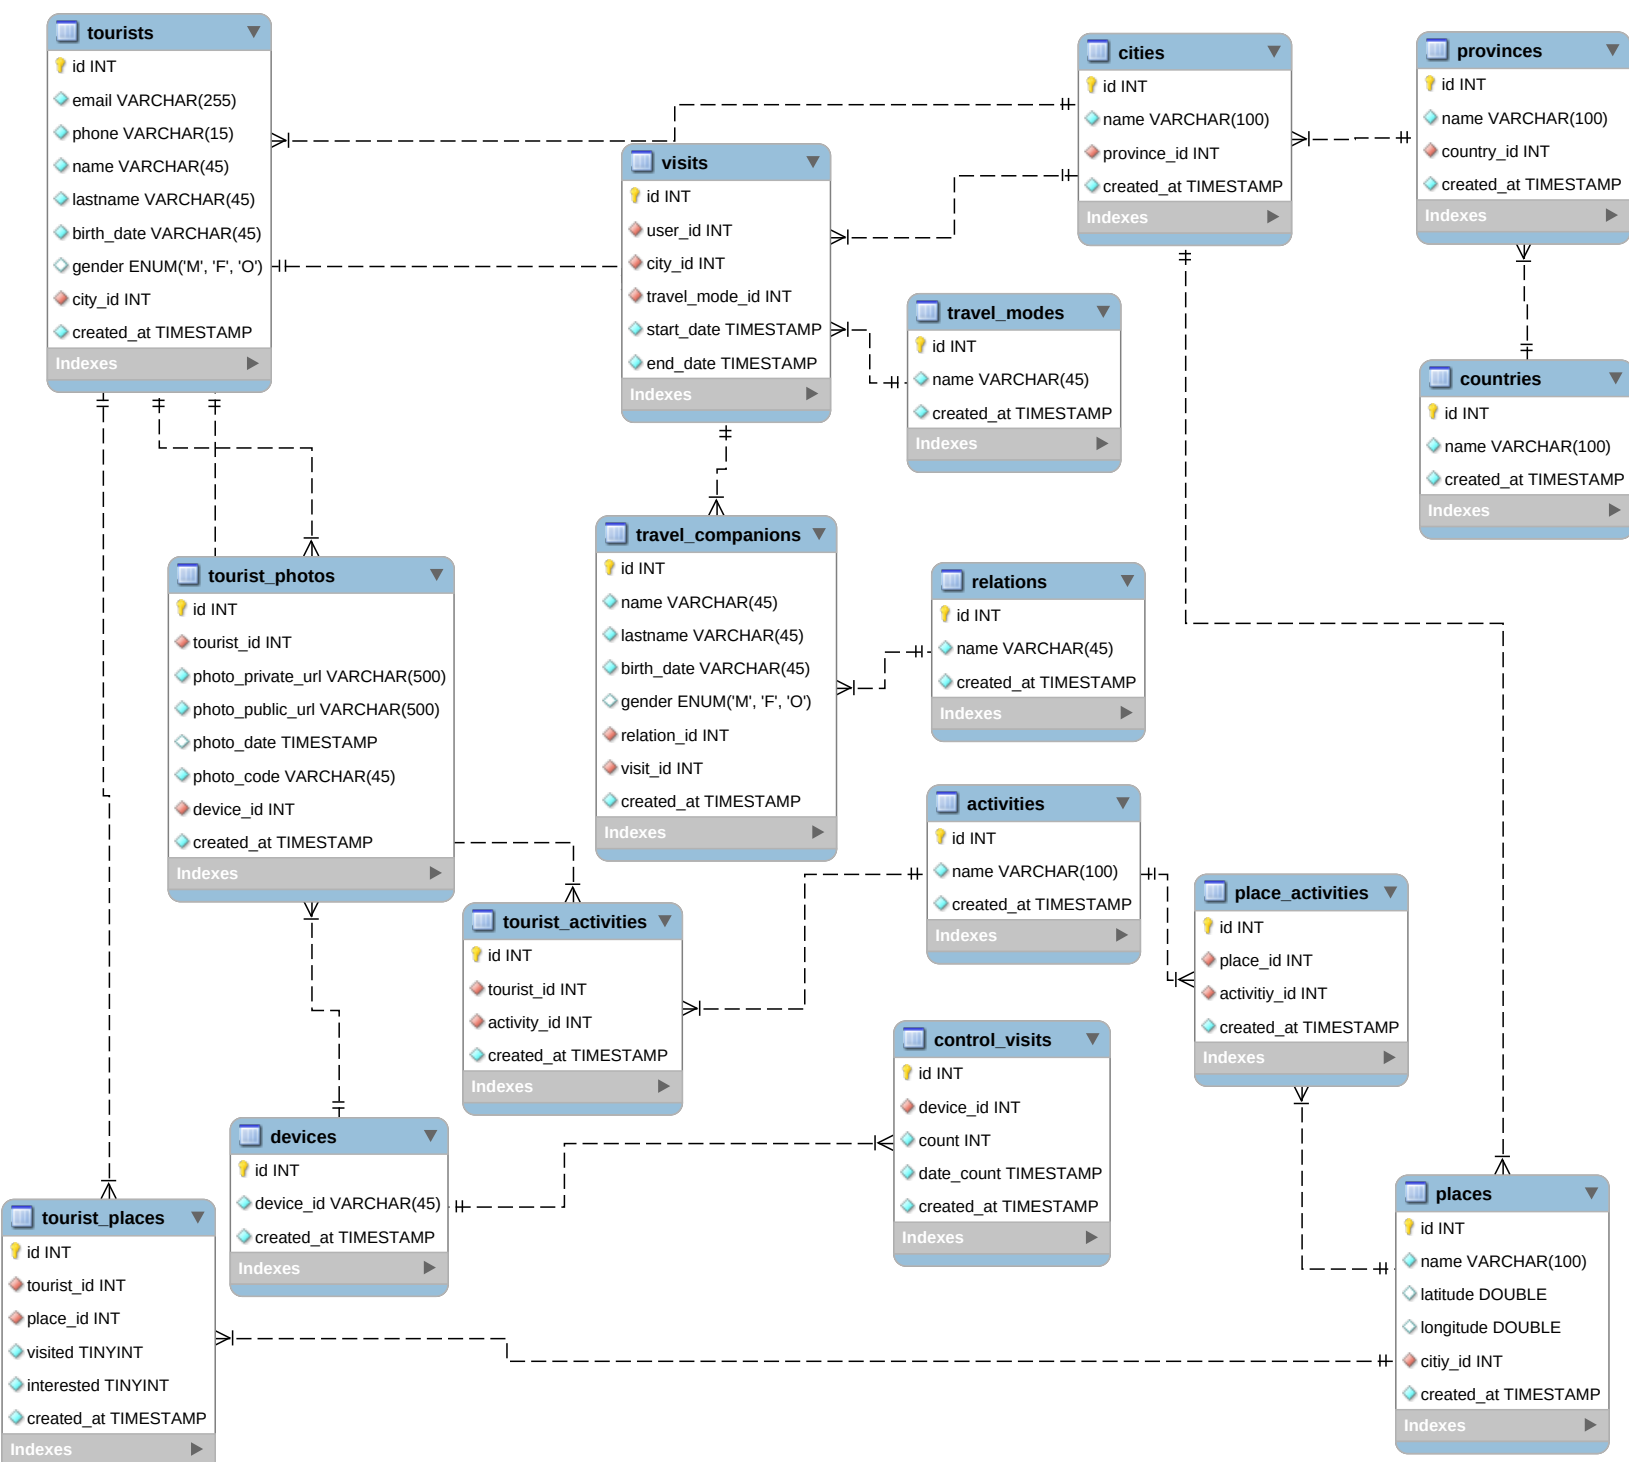 tourists
id INT
email VARCHAR(255)
phone VARCHAR(15)
name VARCHAR(45)
lastname VARCHAR(45)
birth_date VARCHAR(45)
gender ENUM('M', 'F', 'O')
city_id INT
created_at TIMESTAMP
Indexes
visits
id INT
user_id INT
city_id INT
travel_mode_id INT
start_date TIMESTAMP
end_date TIMESTAMP
Indexes
cities
id INT
name VARCHAR(100)
province_id INT
created_at TIMESTAMP
Indexes
provinces
id INT
name VARCHAR(100)
country_id INT
created_at TIMESTAMP
Indexes
travel_modes
id INT
name VARCHAR(45)
created_at TIMESTAMP
Indexes
countries
id INT
name VARCHAR(100)
created_at TIMESTAMP
Indexes
tourist_photos
id INT
tourist_id INT
photo_private_url VARCHAR(500)
photo_public_url VARCHAR(500)
photo_date TIMESTAMP
photo_code VARCHAR(45)
device_id INT
created_at TIMESTAMP
Indexes
travel_companions
id INT
name VARCHAR(45)
lastname VARCHAR(45)
birth_date VARCHAR(45)
gender ENUM('M', 'F', 'O')
relation_id INT
visit_id INT
created_at TIMESTAMP
Indexes
relations
id INT
name VARCHAR(45)
created_at TIMESTAMP
Indexes
activities
id INT
name VARCHAR(100)
created_at TIMESTAMP
Indexes
place_activities
id INT
place_id INT
activitiy_id INT
created_at TIMESTAMP
Indexes
tourist_activities
id INT
tourist_id INT
activity_id INT
created_at TIMESTAMP
Indexes
control_visits
id INT
device_id INT
count INT
date_count TIMESTAMP
created_at TIMESTAMP
Indexes
devices
id INT
device_id VARCHAR(45)
created_at TIMESTAMP
Indexes
tourist_places
id INT
tourist_id INT
place_id INT
visited TINYINT
interested TINYINT
created_at TIMESTAMP
Indexes
places
id INT
name VARCHAR(100)
latitude DOUBLE
longitude DOUBLE
citiy_id INT
created_at TIMESTAMP
Indexes